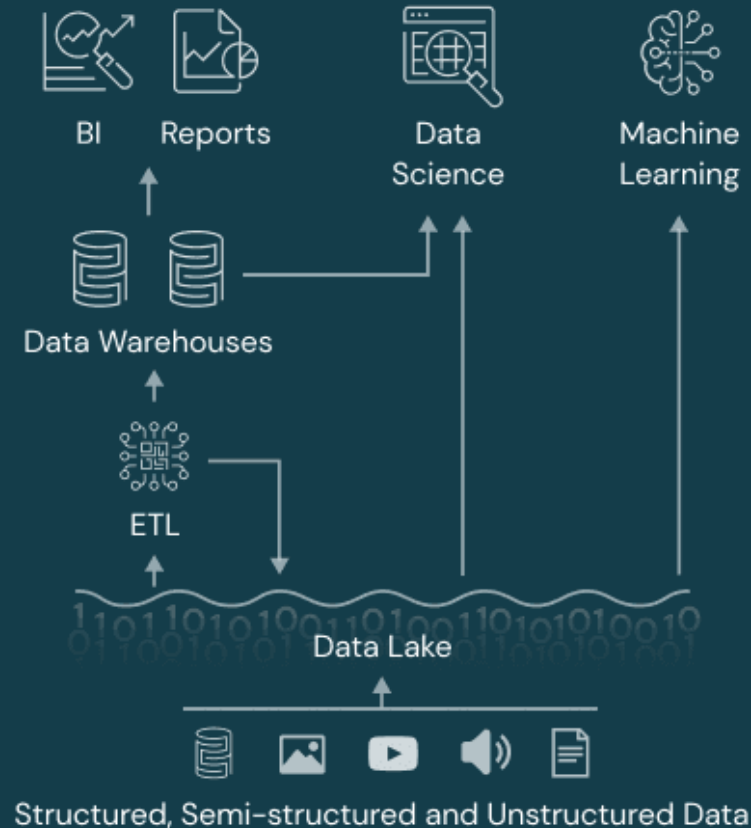 BI
Reports
Data
Science
Machine
Learning
Data Warehouses
ETL
Data Lake
Structured, Semi-structured and Unstructured Data